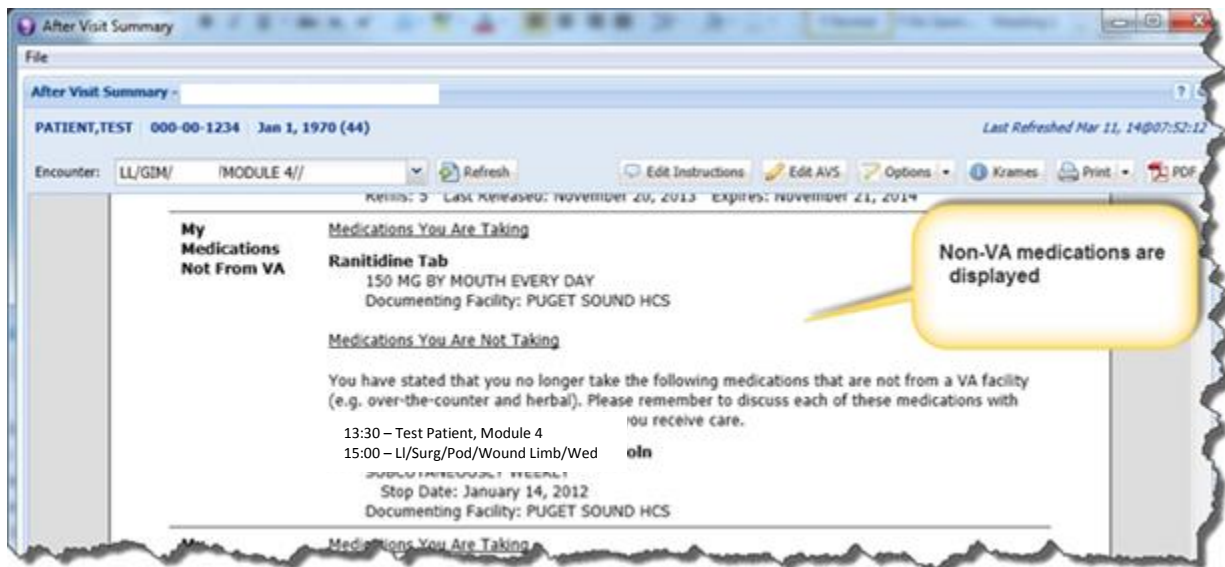 After Visit Summary
File
After Visit Summary -
PATIENT,TEST 000-00-1234 Jan 1, 1970 (44) Last Refreshed Mar 11, 14@07:52:12
Encounter: LL/GIM/ /MODULE 4// Refresh Edit Instructions Edit AVS Options Krames Print PDF
Refills: 5 Last Released: November 20, 2013 Expires: November 21, 2014
My
Medications
Not From VA
Medications You Are Taking
Ranitidine Tab
150 MG BY MOUTH EVERY DAY
Documenting Facility: PUGET SOUND HCS
Non-VA medications are
displayed
Medications You Are Not Taking
You have stated that you no longer take the following medications that are not from a VA facility
(e.g. over-the-counter and herbal). Please remember to discuss each of these medications with
you receive care.
13:30 – Test Patient, Module 4
15:00 – Ll/Surg/Pod/Wound Limb/Wed
oln
SUBCUTANEOUSLY WEEKLY
Stop Date: January 14, 2012
Documenting Facility: PUGET SOUND HCS
My Medications You Are Taking